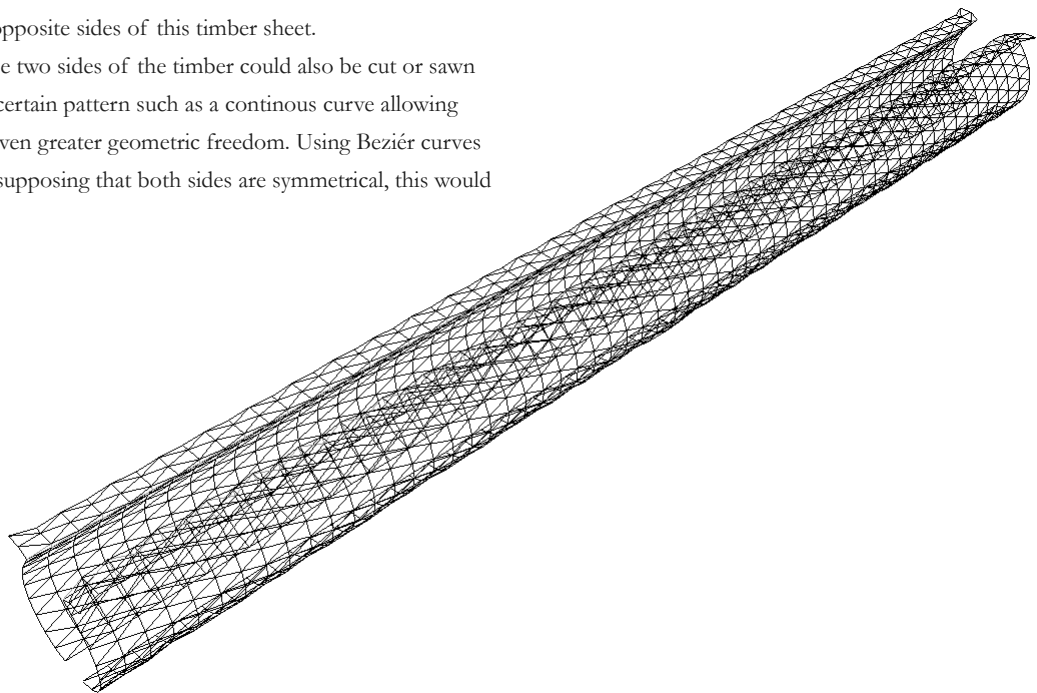 opposite sides of this timber sheet.
e two sides of the timber could also be cut or sawn
certain pattern such as a continous curve allowing
ven greater geometric freedom. Using Beziér curves
supposing that both sides are symmetrical, this would